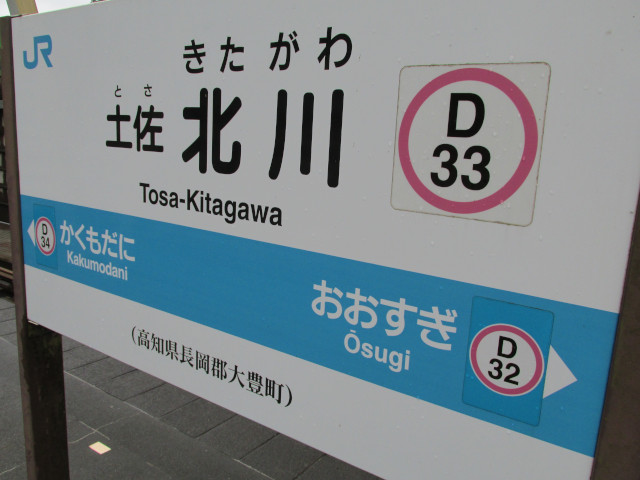 JR
きたがわ
とさ
土佐 北川
Tosa-Kitagawa
D
33
D
34
かくもだに
Kakumodani
おおすぎ
Ōsugi
D
32
(高知県長岡郡大豊町)